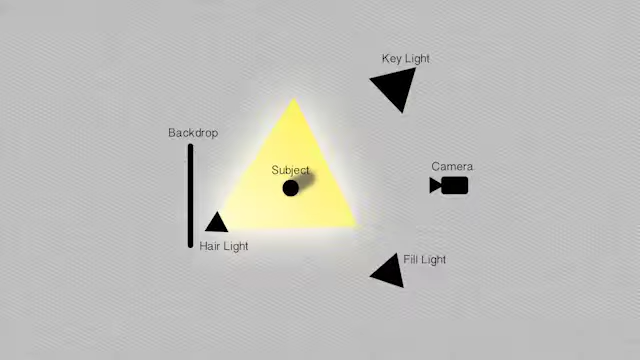 Key Light
Backdrop
Subject
Camera
Hair Light
Fill Light